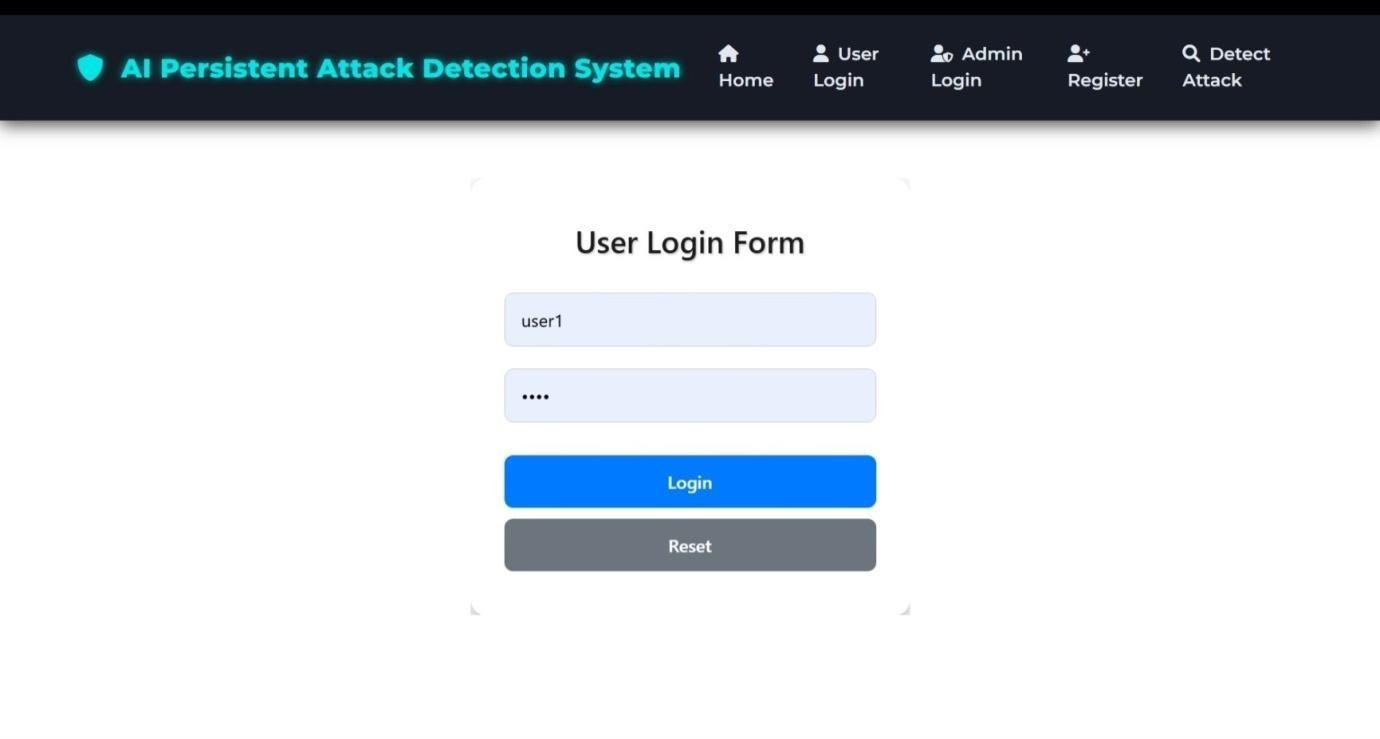 AI Persistent Attack Detection System
Home
User Login
Admin Login
Register
Detect Attack
User Login Form
user1
••••
Login
Reset